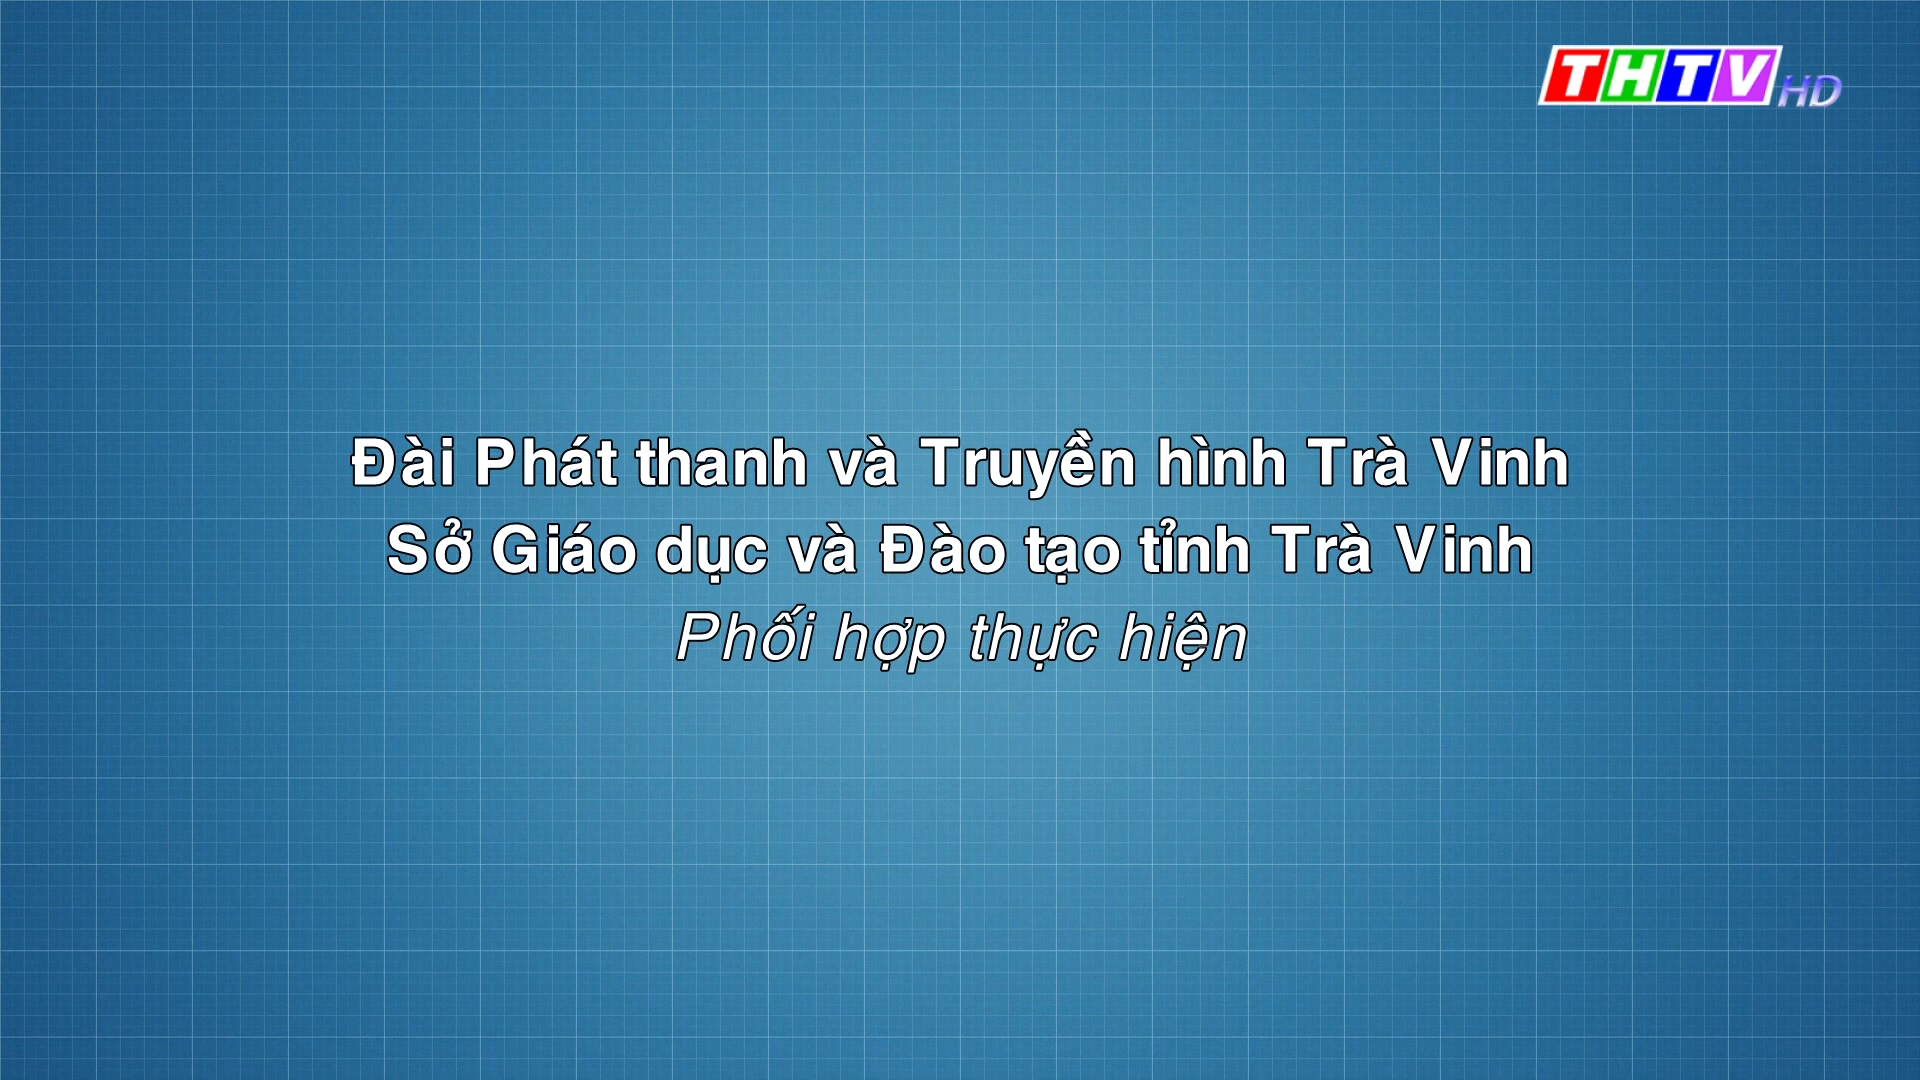 THTV HD
Đài Phát thanh và Truyền hình Trà Vinh
Sở Giáo dục và Đào tạo tỉnh Trà Vinh
Phối hợp thực hiện